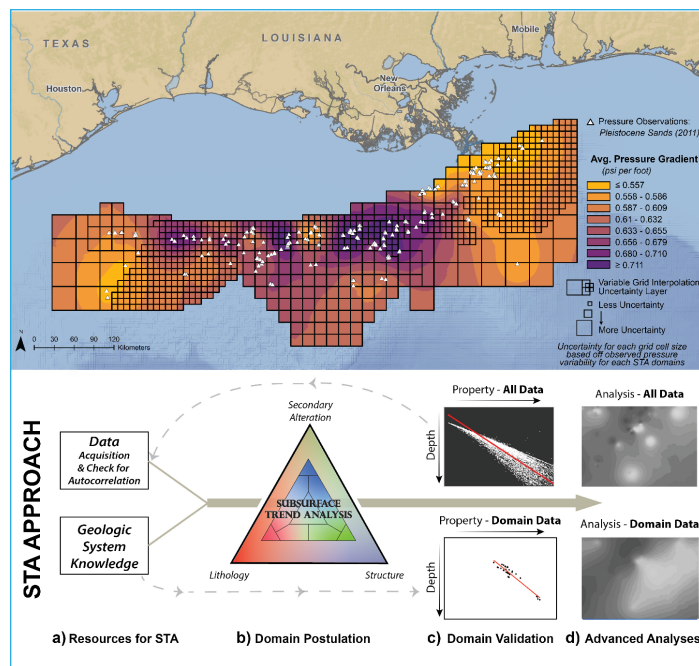 TEXAS
LOUISIANA
Mobile
Houston
New
Orleans
Pressure Observations:
Pleistocene Sands (2011)
Avg. Pressure Gradient
(psi per foot)
≤ 0.557
0.558 - 0.586
0.587 - 0.609
0.61 - 0.632
0.633 - 0.655
0.656 - 0.679
0.680 - 0.710
≥ 0.711
Variable Grid Interpolation
Uncertainty Layer
Less Uncertainty
More Uncertainty
Uncertainty for each grid cell size
based off observed pressure
variability for each STA domains
N
0 30 60 120
Kilometers
STA APPROACH
Data
Acquisition
& Check for
Autocorrelation
Geologic
System
Knowledge
Secondary
Alteration
SUBSURFACE
TREND ANALYSIS
Lithology
Structure
Property - All Data
Depth
Property - Domain Data
Depth
Analysis - All Data
Analysis - Domain Data
a) Resources for STA
b) Domain Postulation
c) Domain Validation
d) Advanced Analyses